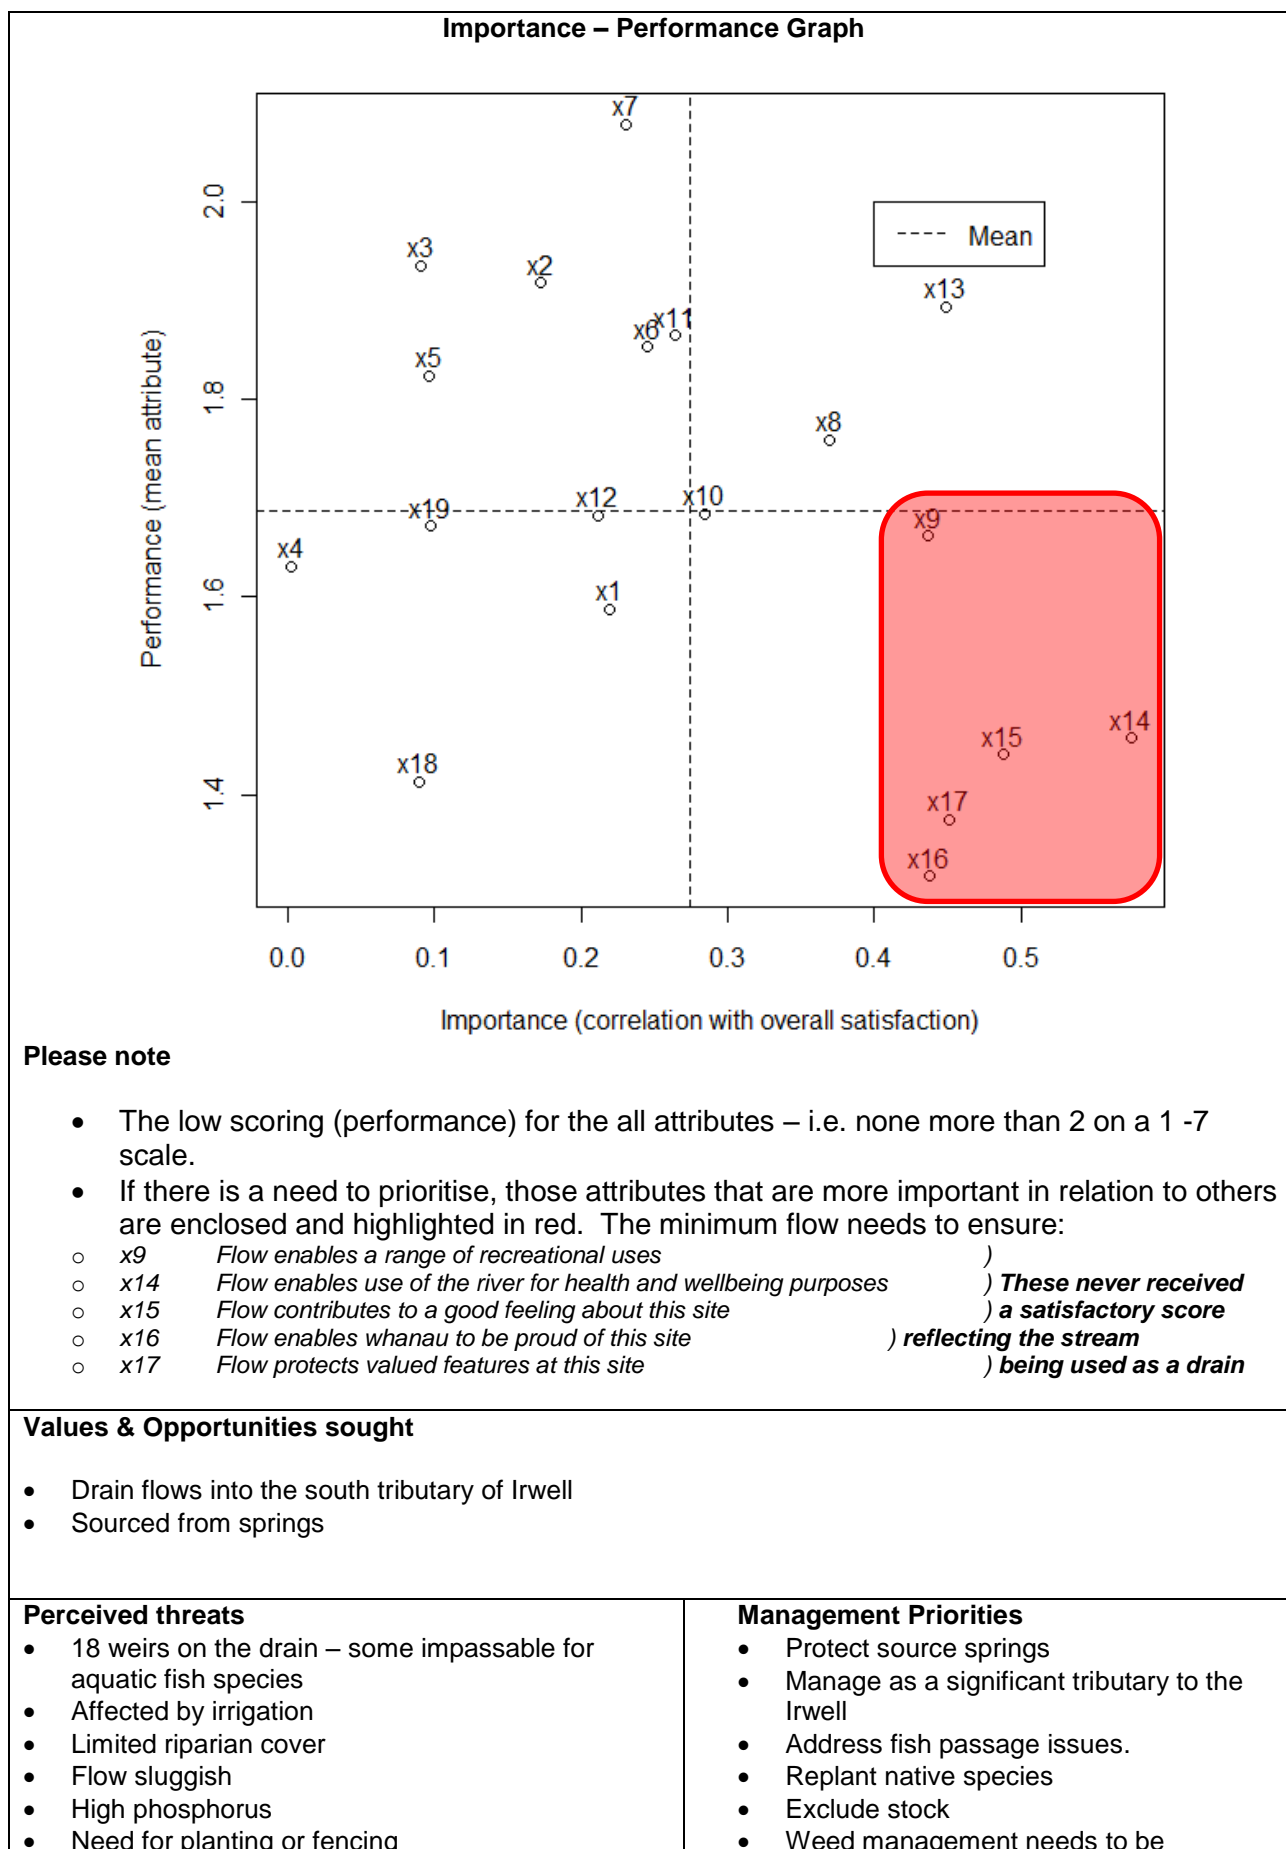 Importance – Performance Graph
x7
2.0
Mean
x3
x2
x13
x6
x11
x5
1.8
x8
Performance (mean attribute)
x12
x10
x19
x9
x4
1.6
x1
x14
x15
x18
1.4
x17
x16
0.0 0.1 0.2 0.3 0.4 0.5
Importance (correlation with overall satisfaction)
Please note
• The low scoring (performance) for the all attributes – i.e. none more than 2 on a 1 -7
scale.
• If there is a need to prioritise, those attributes that are more important in relation to others
are enclosed and highlighted in red. The minimum flow needs to ensure:
o x9 Flow enables a range of recreational uses )
o x14 Flow enables use of the river for health and wellbeing purposes ) These never received
o x15 Flow contributes to a good feeling about this site ) a satisfactory score
o x16 Flow enables whanau to be proud of this site ) reflecting the stream
o x17 Flow protects valued features at this site ) being used as a drain
Values & Opportunities sought
• Drain flows into the south tributary of Irwell
• Sourced from springs
Perceived threats
• 18 weirs on the drain – some impassable for
aquatic fish species
• Affected by irrigation
• Limited riparian cover
• Flow sluggish
• High phosphorus
• Need for planting or fencing
Management Priorities
• Protect source springs
• Manage as a significant tributary to the
Irwell
• Address fish passage issues.
• Replant native species
• Exclude stock
• Weed management needs to be